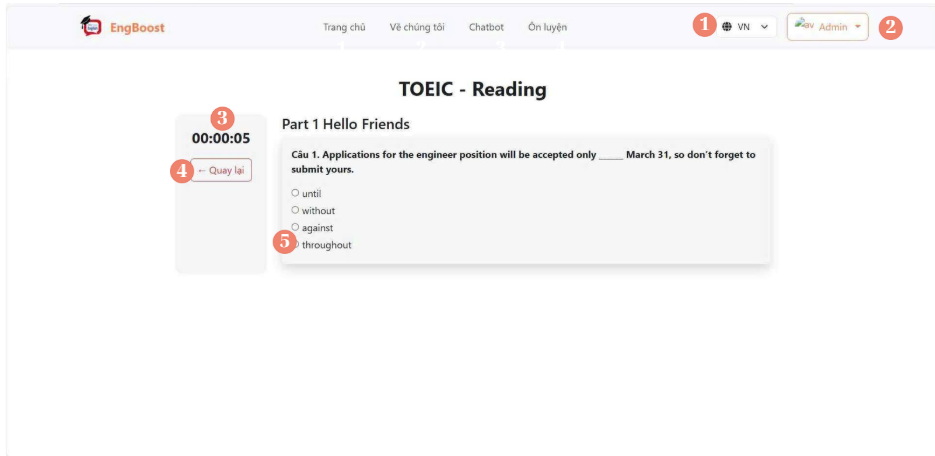 EngBoost Trang chủ Về chúng tôi Chatbot Ôn luyện 1 VN Admin 2
TOEIC - Reading
3
00:00:05
4 ← Quay lại
Part 1 Hello Friends
Câu 1. Applications for the engineer position will be accepted only _____ March 31, so don't forget to
submit yours.
until
without
against
5 throughout